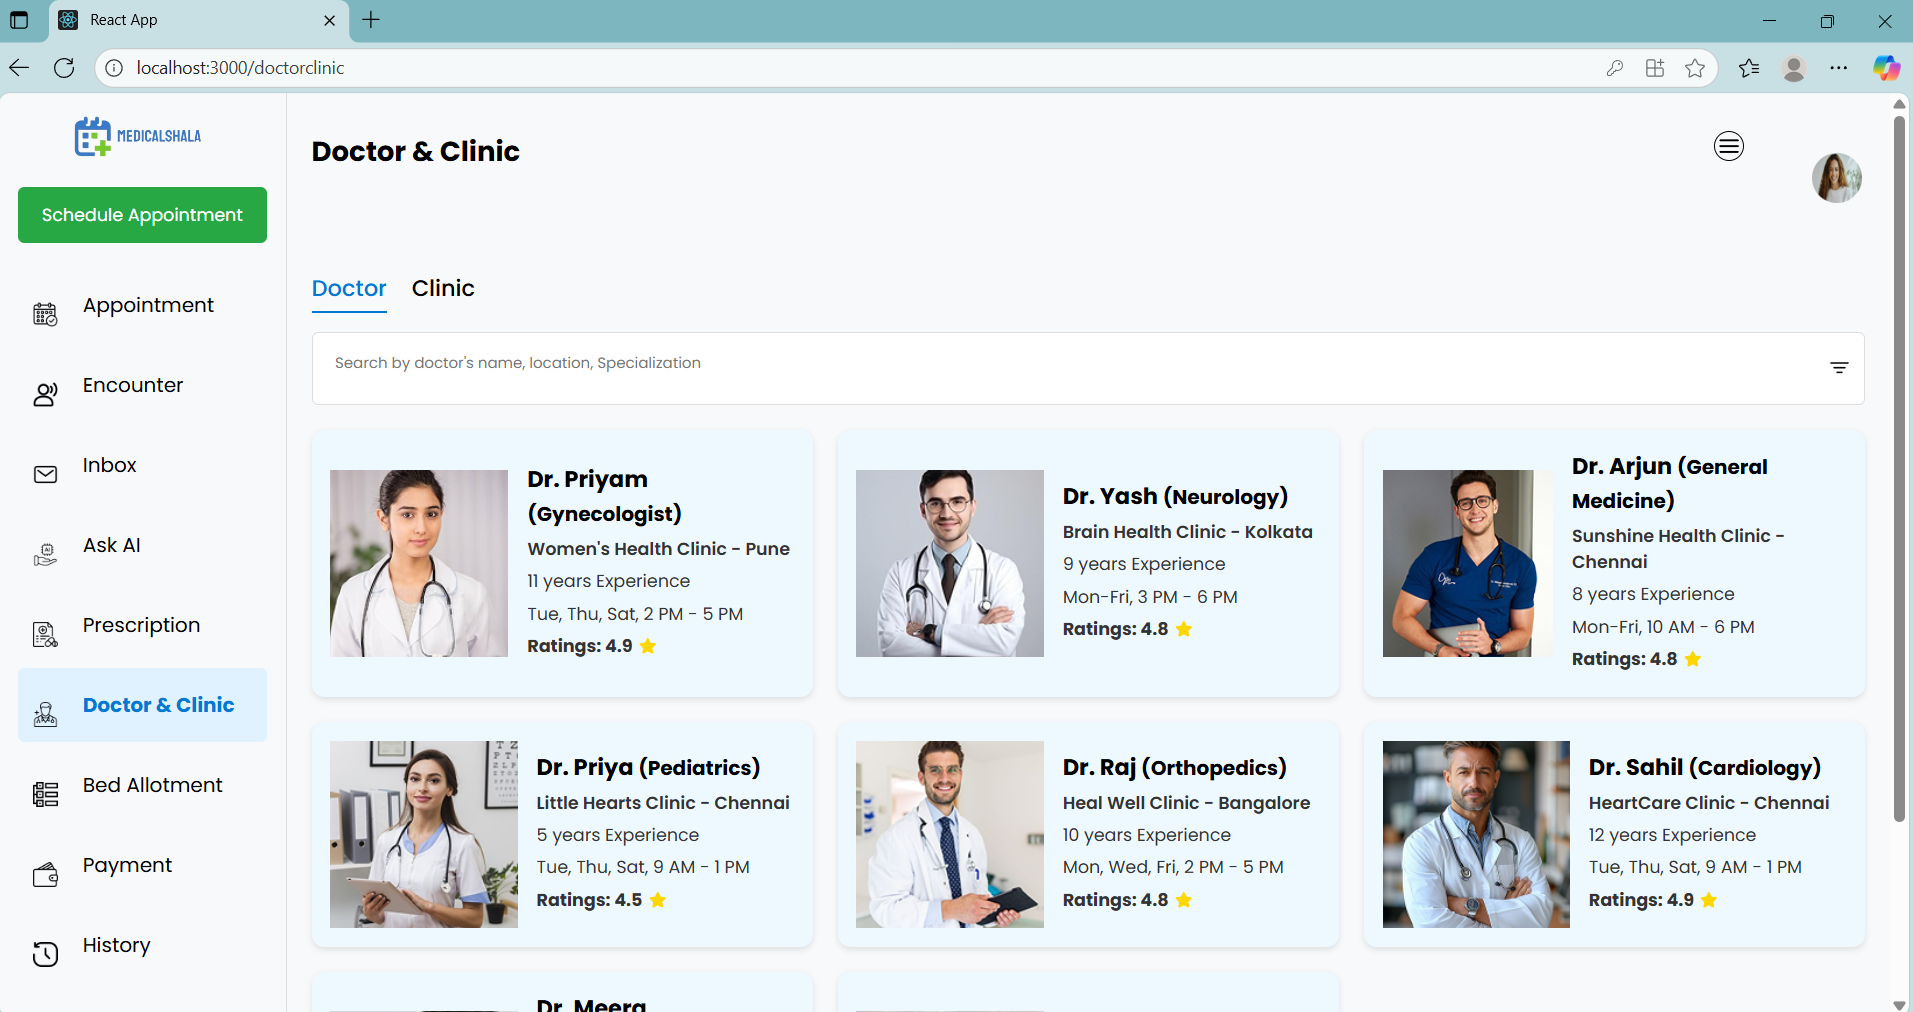 React App
localhost:3000/doctorclinic
MEDICALSHALA
Schedule Appointment
Appointment
Encounter
Inbox
Ask AI
Prescription
Doctor & Clinic
Bed Allotment
Payment
History
Doctor & Clinic
Doctor
Clinic
Search by doctor's name, location, Specialization
Dr. Priyam
(Gynecologist)
Women's Health Clinic - Pune
11 years Experience
Tue, Thu, Sat, 2 PM - 5 PM
Ratings: 4.9
Dr. Yash (Neurology)
Brain Health Clinic - Kolkata
9 years Experience
Mon-Fri, 3 PM - 6 PM
Ratings: 4.8
Dr. Arjun (General
Medicine)
Sunshine Health Clinic -
Chennai
8 years Experience
Mon-Fri, 10 AM - 6 PM
Ratings: 4.8
Dr. Priya (Pediatrics)
Little Hearts Clinic - Chennai
5 years Experience
Tue, Thu, Sat, 9 AM - 1 PM
Ratings: 4.5
Dr. Raj (Orthopedics)
Heal Well Clinic - Bangalore
10 years Experience
Mon, Wed, Fri, 2 PM - 5 PM
Ratings: 4.8
Dr. Sahil (Cardiology)
HeartCare Clinic - Chennai
12 years Experience
Tue, Thu, Sat, 9 AM - 1 PM
Ratings: 4.9
Dr. Meera